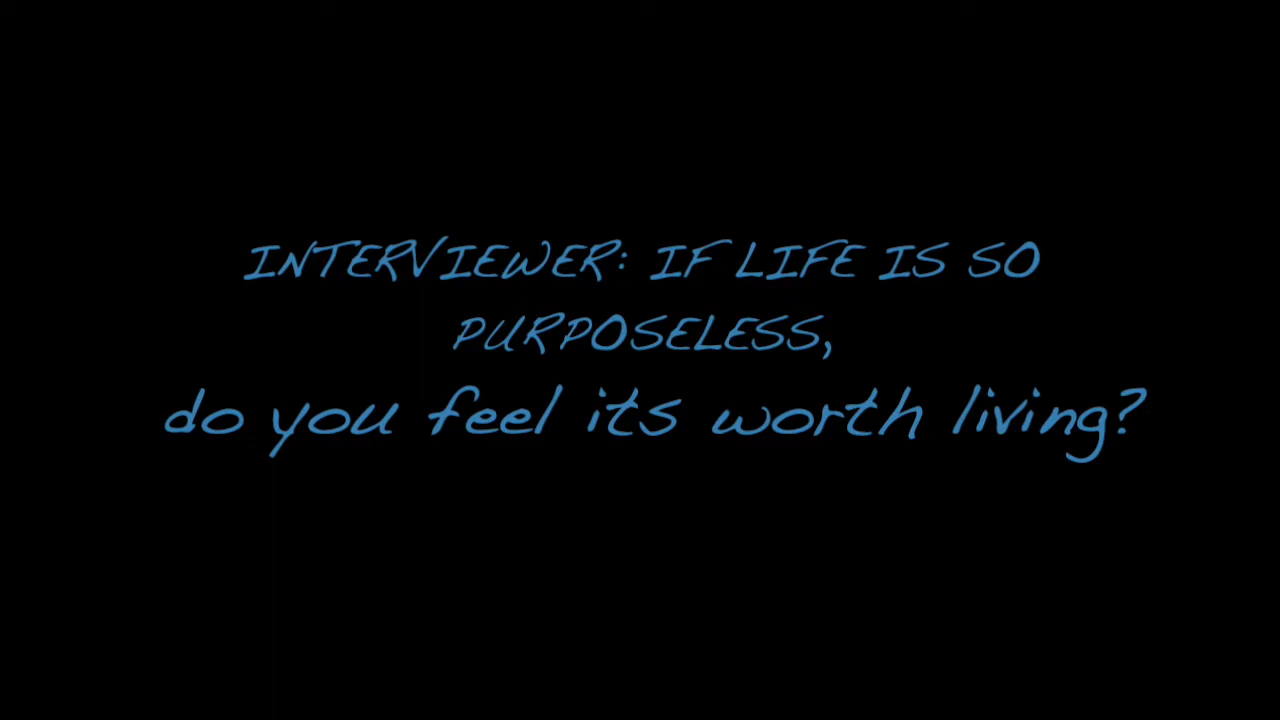 INTERVIEWER: IF LIFE IS SO
PURPOSELESS,
do you feel its worth living?